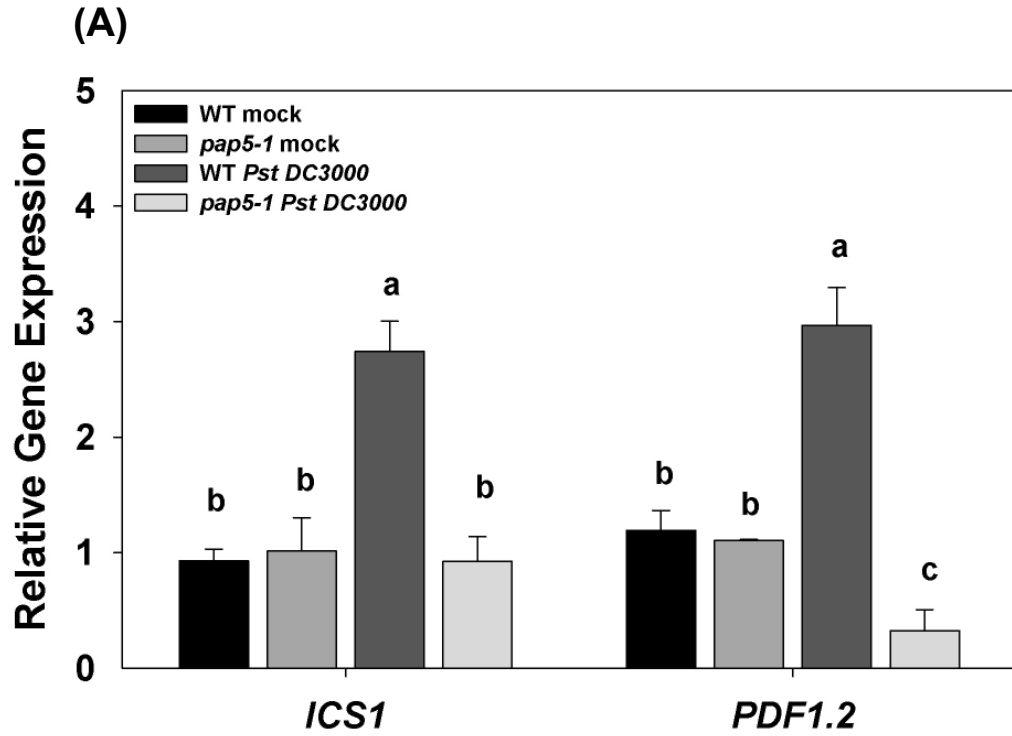 (A)
Relative Gene Expression
5
4
3
2
1
0
WT mock
pap5-1 mock
WT Pst DC3000
pap5-1 Pst DC3000
b
b
a
b
b
b
a
c
ICS1
PDF1.2